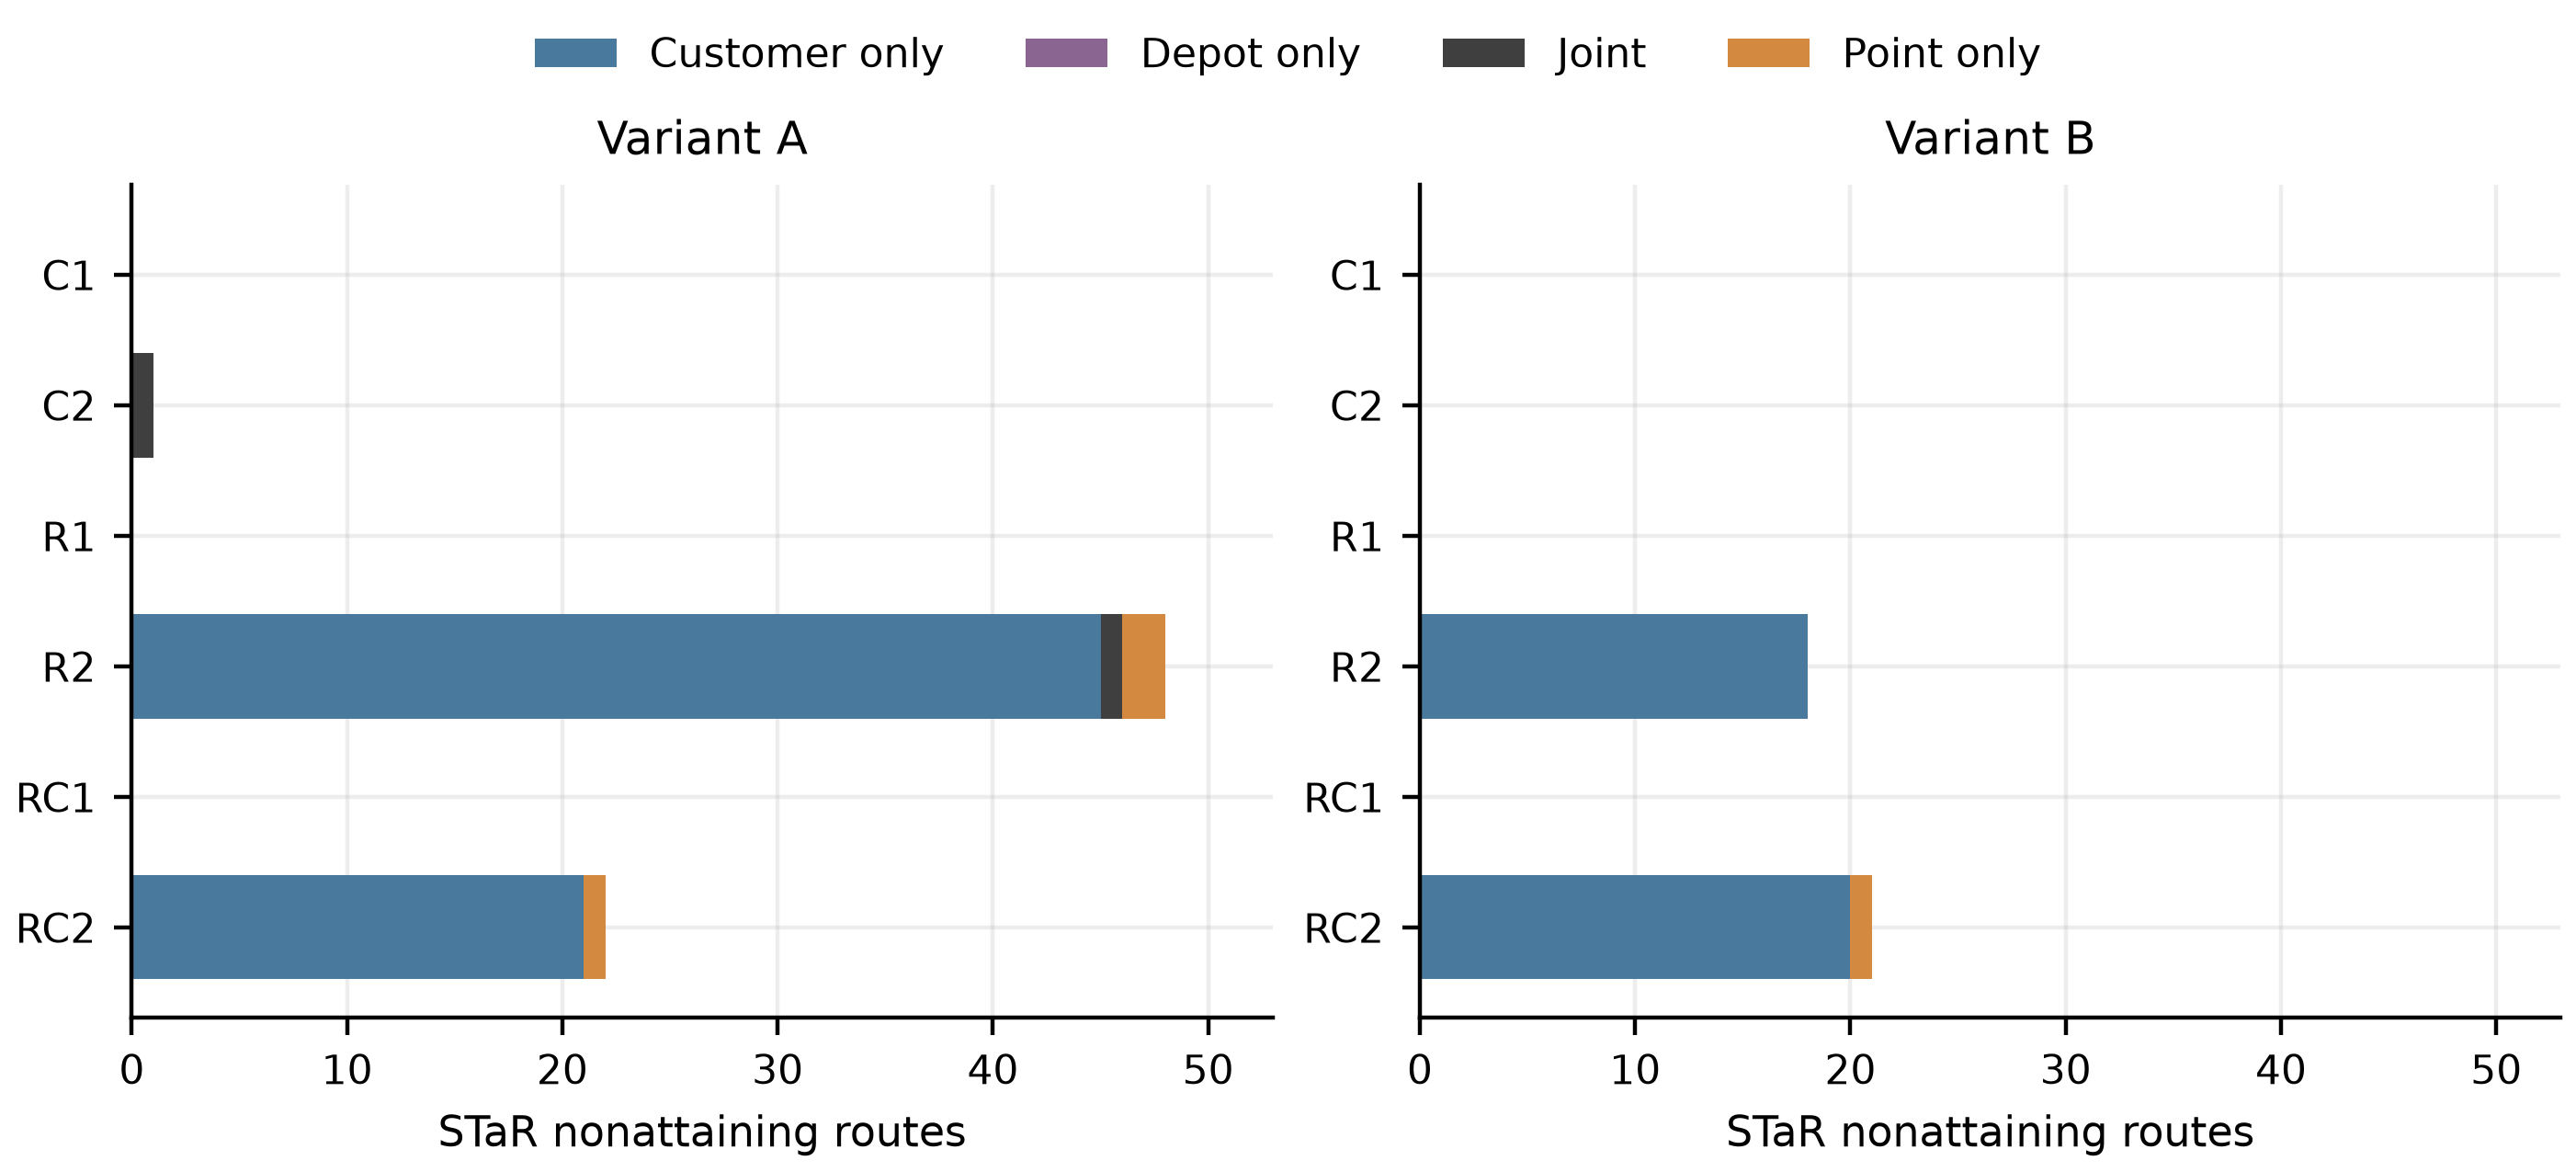 Customer only Depot only Joint Point only
Variant A
C1
C2
R1
R2
RC1
RC2
0 10 20 30 40 50
STaR nonattaining routes
Variant B
C1
C2
R1
R2
RC1
RC2
0 10 20 30 40 50
STaR nonattaining routes